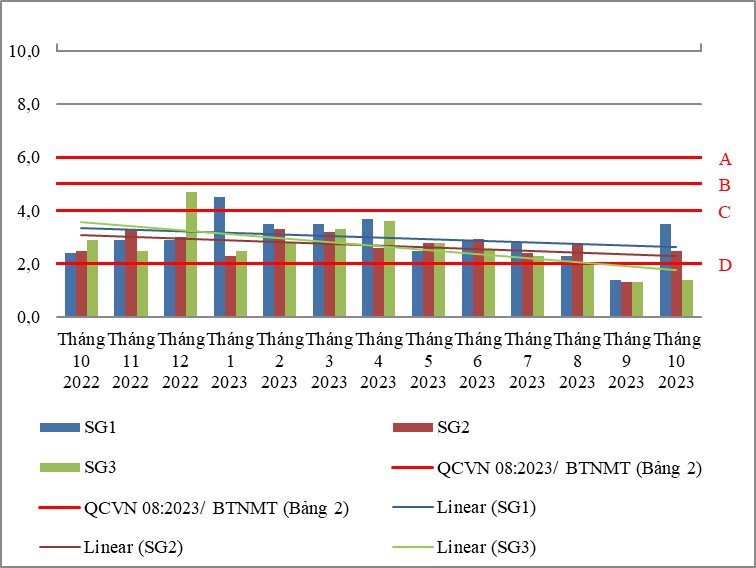 10,0
8,0
6,0
A
B
4,0
C
2,0
D
0,0
Tháng Tháng Tháng Tháng Tháng Tháng Tháng Tháng Tháng Tháng Tháng Tháng Tháng
10 11 12 1 2 3 4 5 6 7 8 9 10
2022 2022 2022 2023 2023 2023 2023 2023 2023 2023 2023 2023 2023
SG1 SG2
SG3 QCVN 08:2023/ BTNMT (Bảng 2)
QCVN 08:2023/ BTNMT (Bảng 2) Linear (SG1)
Linear (SG2) Linear (SG3)